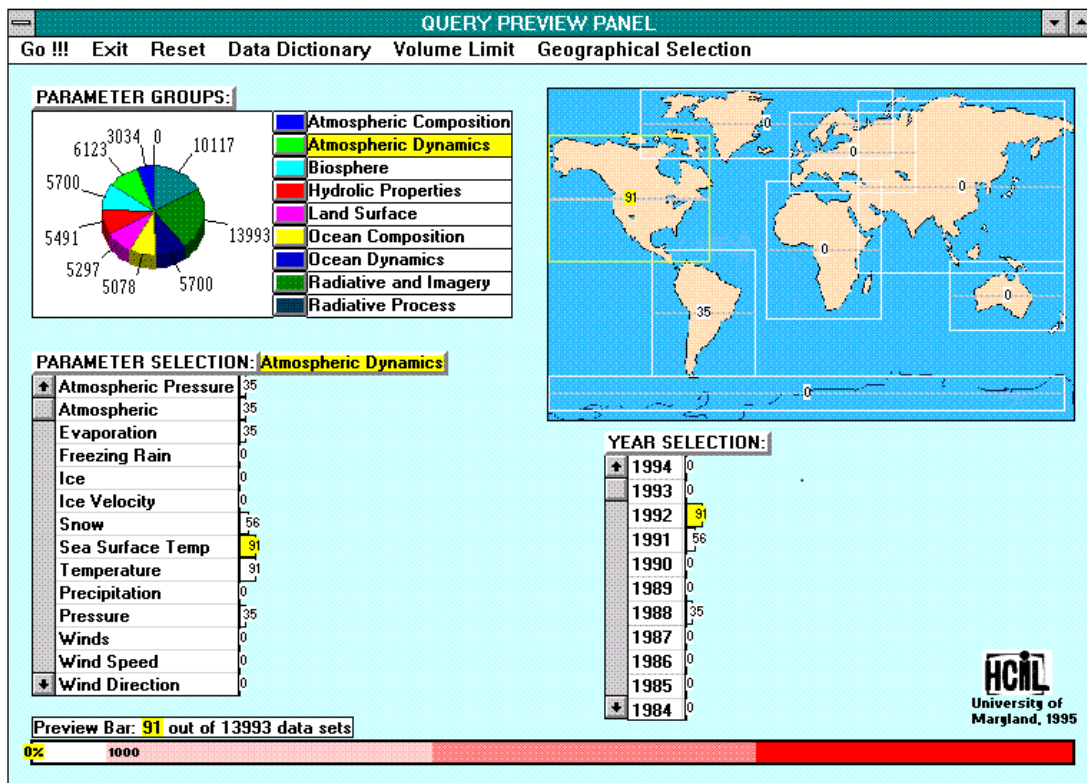 QUERY PREVIEW PANEL
Go !!! Exit Reset Data Dictionary Volume Limit Geographical Selection
PARAMETER GROUPS:
3034 0
6123 10117
5700
5491 13993
5297
5078 5700
Atmospheric Composition
Atmospheric Dynamics
Biosphere
Hydrolic Properties
Land Surface
Ocean Composition
Ocean Dynamics
Radiative and Imagery
Radiative Process
0
0
91
0
0
0
35
0
PARAMETER SELECTION: Atmospheric Dynamics
Atmospheric Pressure 35
Atmospheric 35
Evaporation 35
Freezing Rain 0
Ice 0
Ice Velocity 0
Snow 56
Sea Surface Temp 91
Temperature 91
Precipitation 0
Pressure 35
Winds 0
Wind Speed 0
Wind Direction 0
YEAR SELECTION:
1994 0
1993 0
1992 91
1991 56
1990 0
1989 0
1988 35
1987 0
1986 0
1985 0
1984 0
HCIL
University of
Maryland, 1995
Preview Bar: 91 out of 13993 data sets
0% 1000